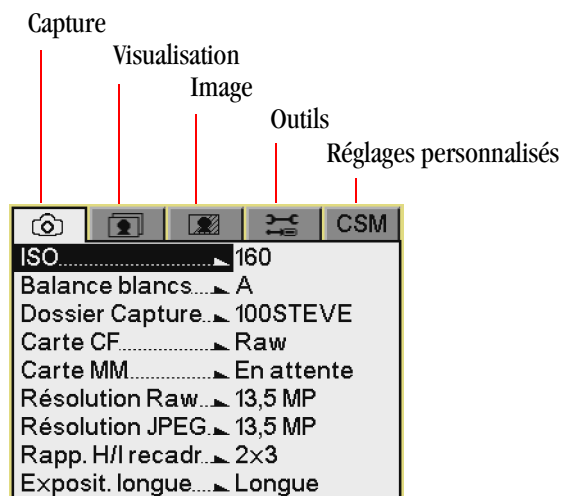 Capture
Visualisation
Image
Outils
Réglages personnalisés
CSM
ISO 160
Balance blancs A
Dossier Capture 100STEVE
Carte CF Raw
Carte MM En attente
Résolution Raw 13,5 MP
Résolution JPEG 13,5 MP
Rapp. H/l recadr. 2x3
Exposit. longue Longue